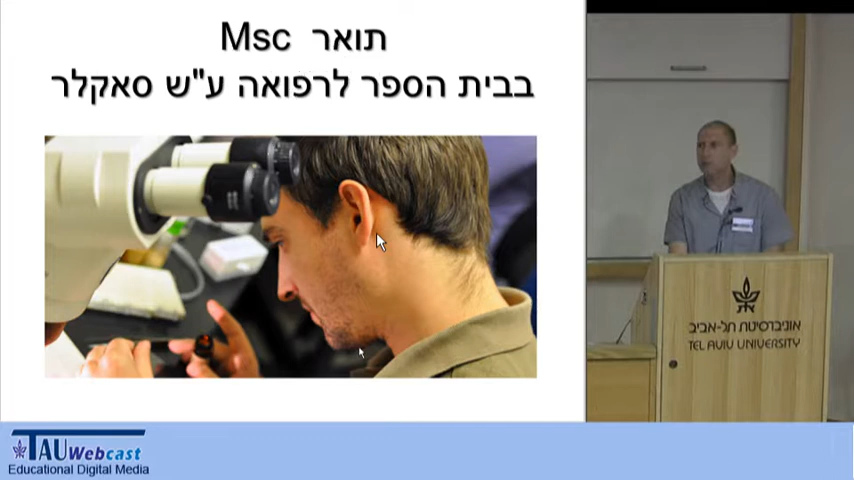 תואר Msc
בבית הספר לרפואה ע"ש סאקלר
אוניברסיטת תל-אביב
TEL AVIV UNIVERSITY
TAUWebcast
Educational Digital Media